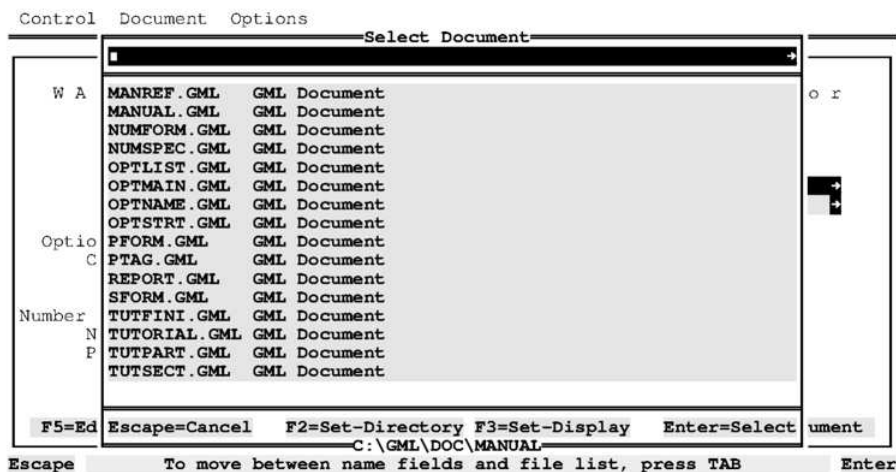 Control Document Options
Select Document
W A o r
MANREF.GML GML Document
MANUAL.GML GML Document
NUMFORM.GML GML Document
NUMSPEC.GML GML Document
OPTLIST.GML GML Document
OPTMAIN.GML GML Document
OPTNAME.GML GML Document
OPTSTRT.GML GML Document
Optio PFORM.GML GML Document
C PTAG.GML GML Document
REPORT.GML GML Document
SFORM.GML GML Document
Number TUTFINI.GML GML Document
N TUTORIAL.GML GML Document
P TUTPART.GML GML Document
TUTSECT.GML GML Document
F5=Ed Escape=Cancel F2=Set-Directory F3=Set-Display Enter=Select ument
C:\GML\DOC\MANUAL
Escape To move between name fields and file list, press TAB Enter